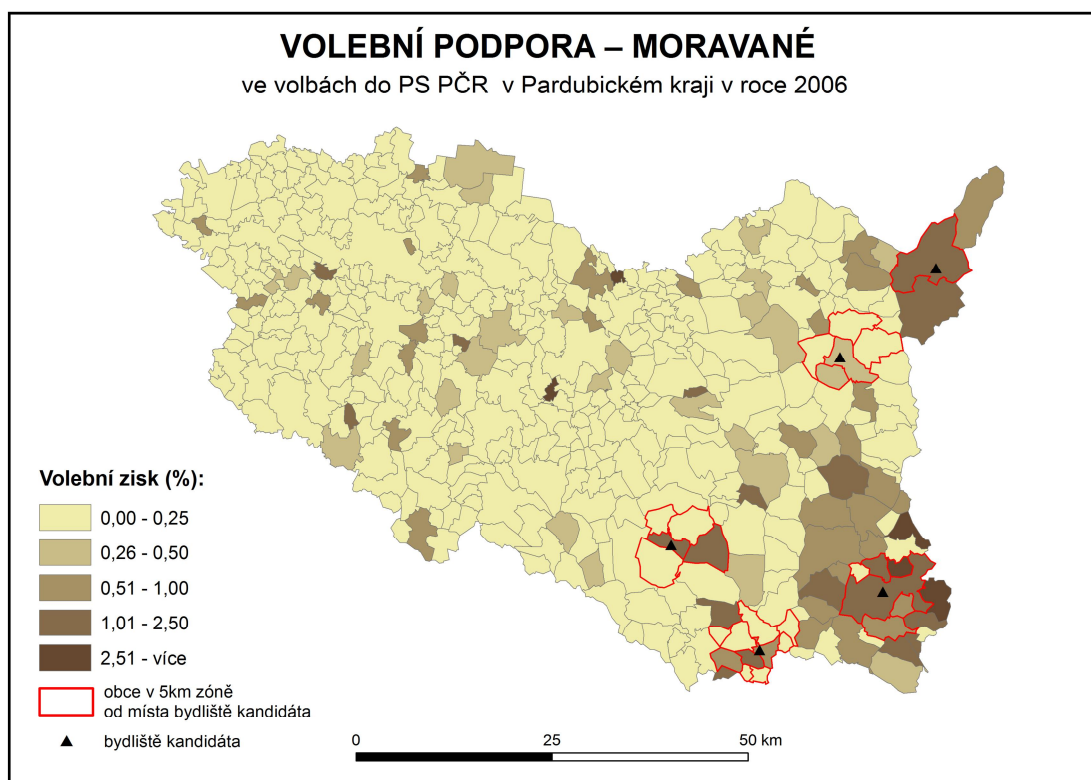 VOLEBNÍ PODPORA – MORAVANÉ
ve volbách do PS PČR v Pardubickém kraji v roce 2006
Volební zisk (%):
0,00 - 0,25
0,26 - 0,50
0,51 - 1,00
1,01 - 2,50
2,51 - více
obce v 5km zóně
od místa bydliště kandidáta
bydliště kandidáta
0 25 50 km